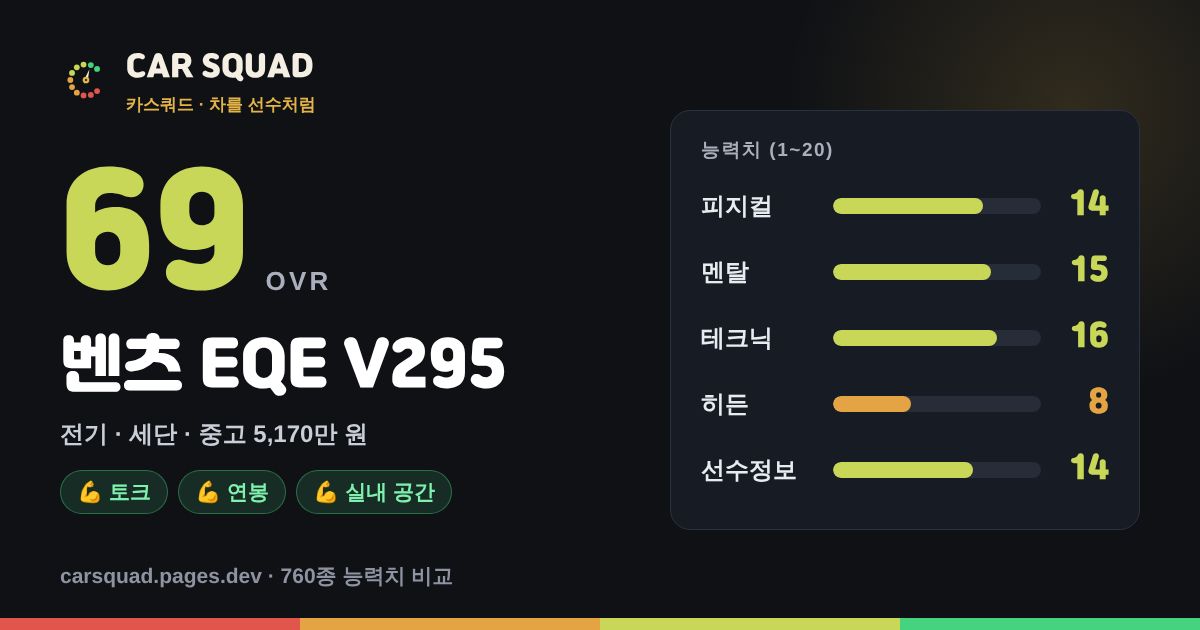 CAR SQUAD
카스쿼드 · 차를 선수처럼
69 OVR
벤츠 EQE V295
전기 · 세단 · 중고 5,170만 원
💪 토크 💪 연봉 💪 실내 공간
carsquad.pages.dev · 760종 능력치 비교
능력치 (1~20)
피지컬 14
멘탈 15
테크닉 16
히든 8
선수정보 14